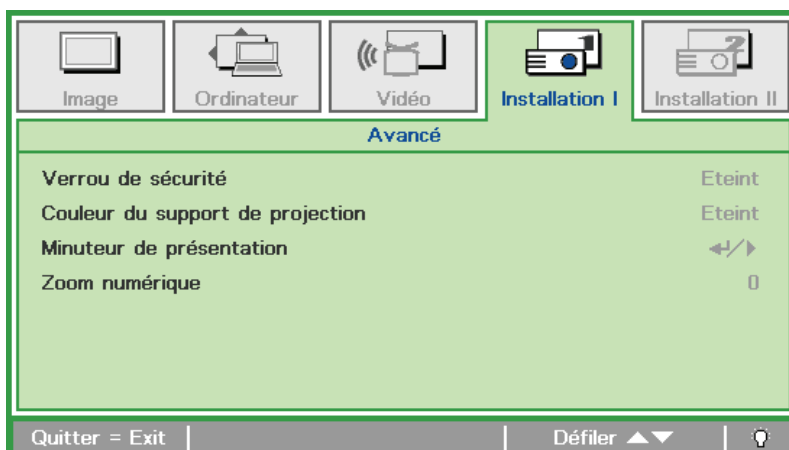 Image
Ordinateur
Vidéo
Installation I
Installation II
Avancé
Verrou de sécurité Eteint
Couleur du support de projection Eteint
Minuteur de présentation
Zoom numérique 0
Quitter = Exit Défiler